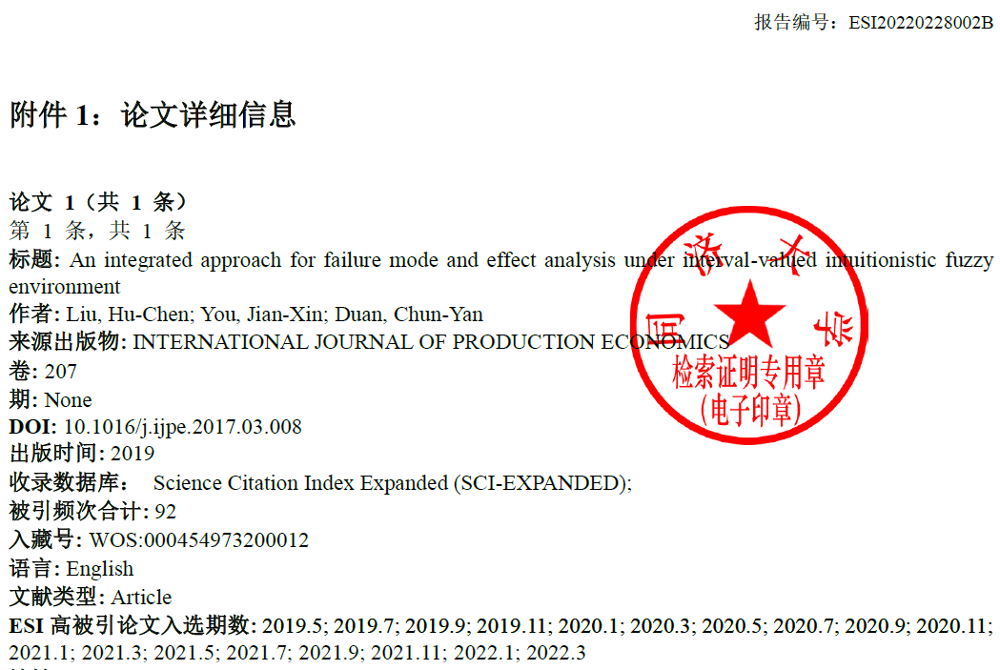 报告编号：ESI20220228002B
附件 1：论文详细信息
论文 1（共 1 条）
第 1 条，共 1 条
标题: An integrated approach for failure mode and effect analysis under interval-valued intuitionistic fuzzy
environment
作者: Liu, Hu-Chen; You, Jian-Xin; Duan, Chun-Yan
来源出版物: INTERNATIONAL JOURNAL OF PRODUCTION ECONOMICS
卷: 207
期: None
DOI: 10.1016/j.ijpe.2017.03.008
出版时间: 2019
收录数据库： Science Citation Index Expanded (SCI-EXPANDED);
被引频次合计: 92
入藏号: WOS:000454973200012
语言: English
文献类型: Article
ESI 高被引论文入选期数: 2019.5; 2019.7; 2019.9; 2019.11; 2020.1; 2020.3; 2020.5; 2020.7; 2020.9; 2020.11;
2021.1; 2021.3; 2021.5; 2021.7; 2021.9; 2021.11; 2022.1; 2022.3
同济大学
检索证明专用章
(电子印章)